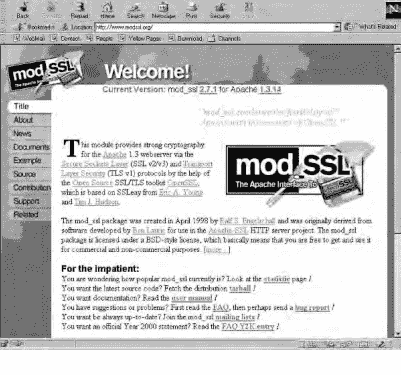 Back Reload Home Search Netscape Print Security
Bookmarks Location: http://www.modssl.org/ What's Related
WebMail Contact People Yellow Pages Download Channels
mod SSL
The Apache Interface to
Welcome!
Current Version: mod_ssl 2.7.1 for Apache 1.3.14
Title
About
News
Documents
Example
Source
Contribution
Support
Related
This module provides strong cryptography
for the Apache 1.3 webserver via the
Secure Sockets Layer (SSL v2/v3) and Transport
Layer Security (TLS v1) protocols by the help of
the Open Source SSL/TLS toolkit OpenSSL,
which is based on SSLeay from Eric A. Young
and Tim J. Hudson.
mod SSL
The Apache Interface to
The mod_ssl package was created in April 1998 by Ralf S. Engelschall and was originally derived from
software developed by Ben Laurie for use in the Apache-SSL HTTP server project. The mod_ssl
package is licensed under a BSD-style license, which basically means that you are free to get and use it
for commercial and non-commercial purposes. [more...]
For the impatient:
You are wondering how popular mod_ssl currently is? Look at the statistic page !
You want the latest source code? Fetch the distribution tarball !
You want documentation? Read the user manual !
You have suggestions or problems? First read the FAQ, then perhaps send a bug report !
You want be always up-to-date? Join the mod_ssl mailing lists !
You want an official Year 2000 statement? Read the FAQ Y2K entry !